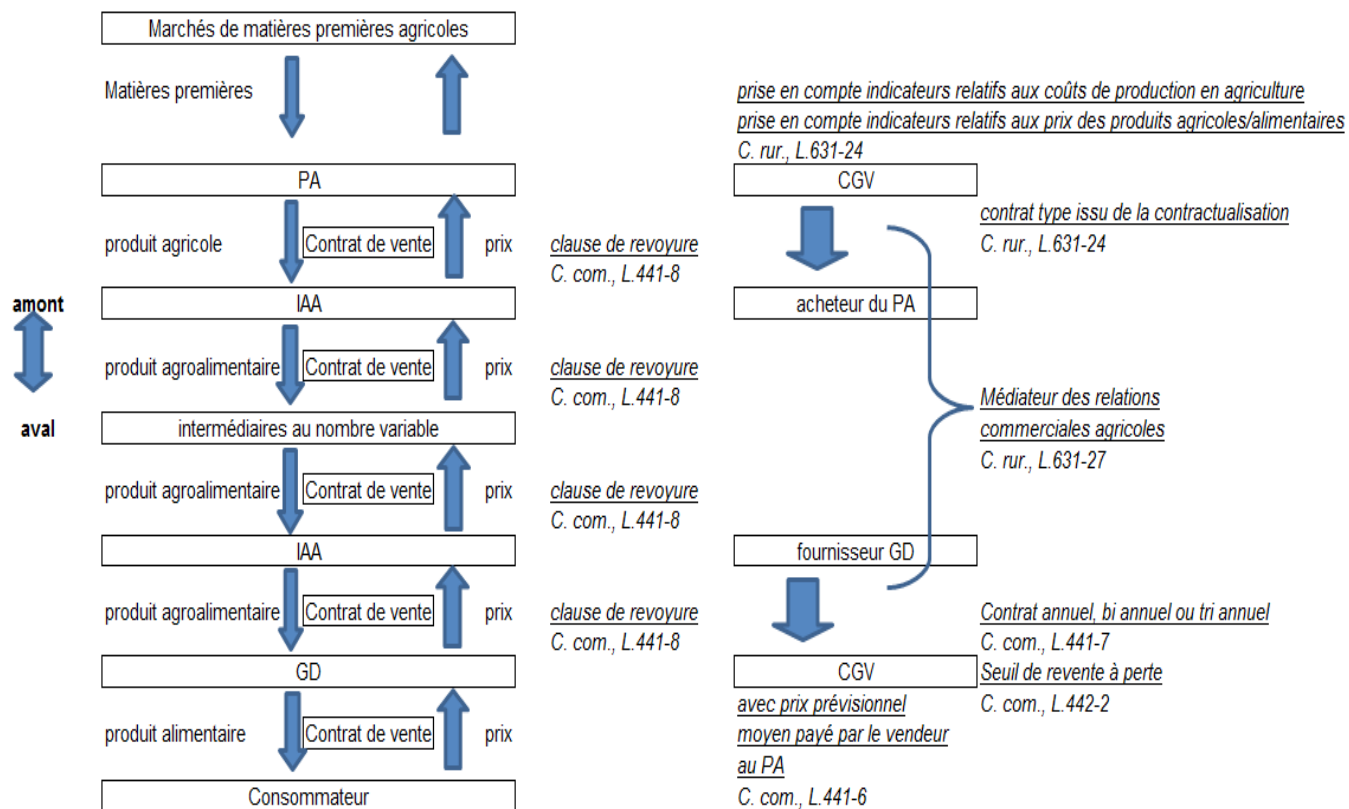 Marchés de matières premières agricoles
Matières premières
prise en compte indicateurs relatifs aux coûts de production en agriculture
prise en compte indicateurs relatifs aux prix des produits agricoles/alimentaires
C. rur., L.631-24
PA
CGV
produit agricole
Contrat de vente
prix
clause de revoyure
C. com., L.441-8
contrat type issu de la contractualisation
C. rur., L.631-24
amont
IAA
acheteur du PA
produit agroalimentaire
Contrat de vente
prix
clause de revoyure
C. com., L.441-8
aval
intermédiaires au nombre variable
Médiateur des relations
commerciales agricoles
C. rur., L.631-27
produit agroalimentaire
Contrat de vente
prix
clause de revoyure
C. com., L.441-8
IAA
fournisseur GD
produit agroalimentaire
Contrat de vente
prix
clause de revoyure
C. com., L.441-8
Contrat annuel, bi annuel ou tri annuel
C. com., L.441-7
GD
CGV
Seuil de revente à perte
C. com., L.442-2
avec prix prévisionnel
moyen payé par le vendeur
au PA
C. com., L.441-6
produit alimentaire
Contrat de vente
prix
Consommateur